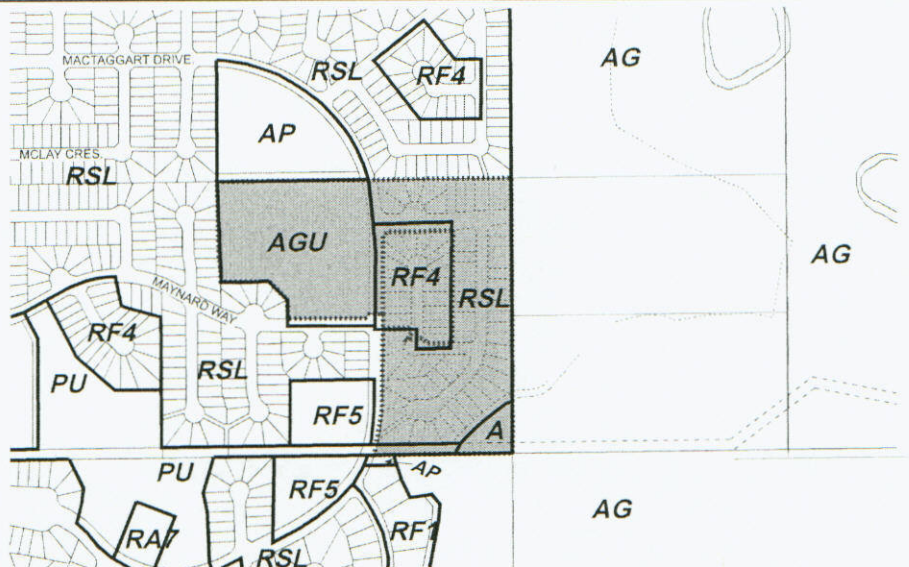 MACTAGGART DRIVE
RSL
RF4
AG
AP
MCLAY CRES.
RSL
AGU
RF4
RSL
AG
MAYNARD WAY
RF4
PU
RSL
RF5
A
PU
RF5
AP
RF1
AG
RA7
RSL